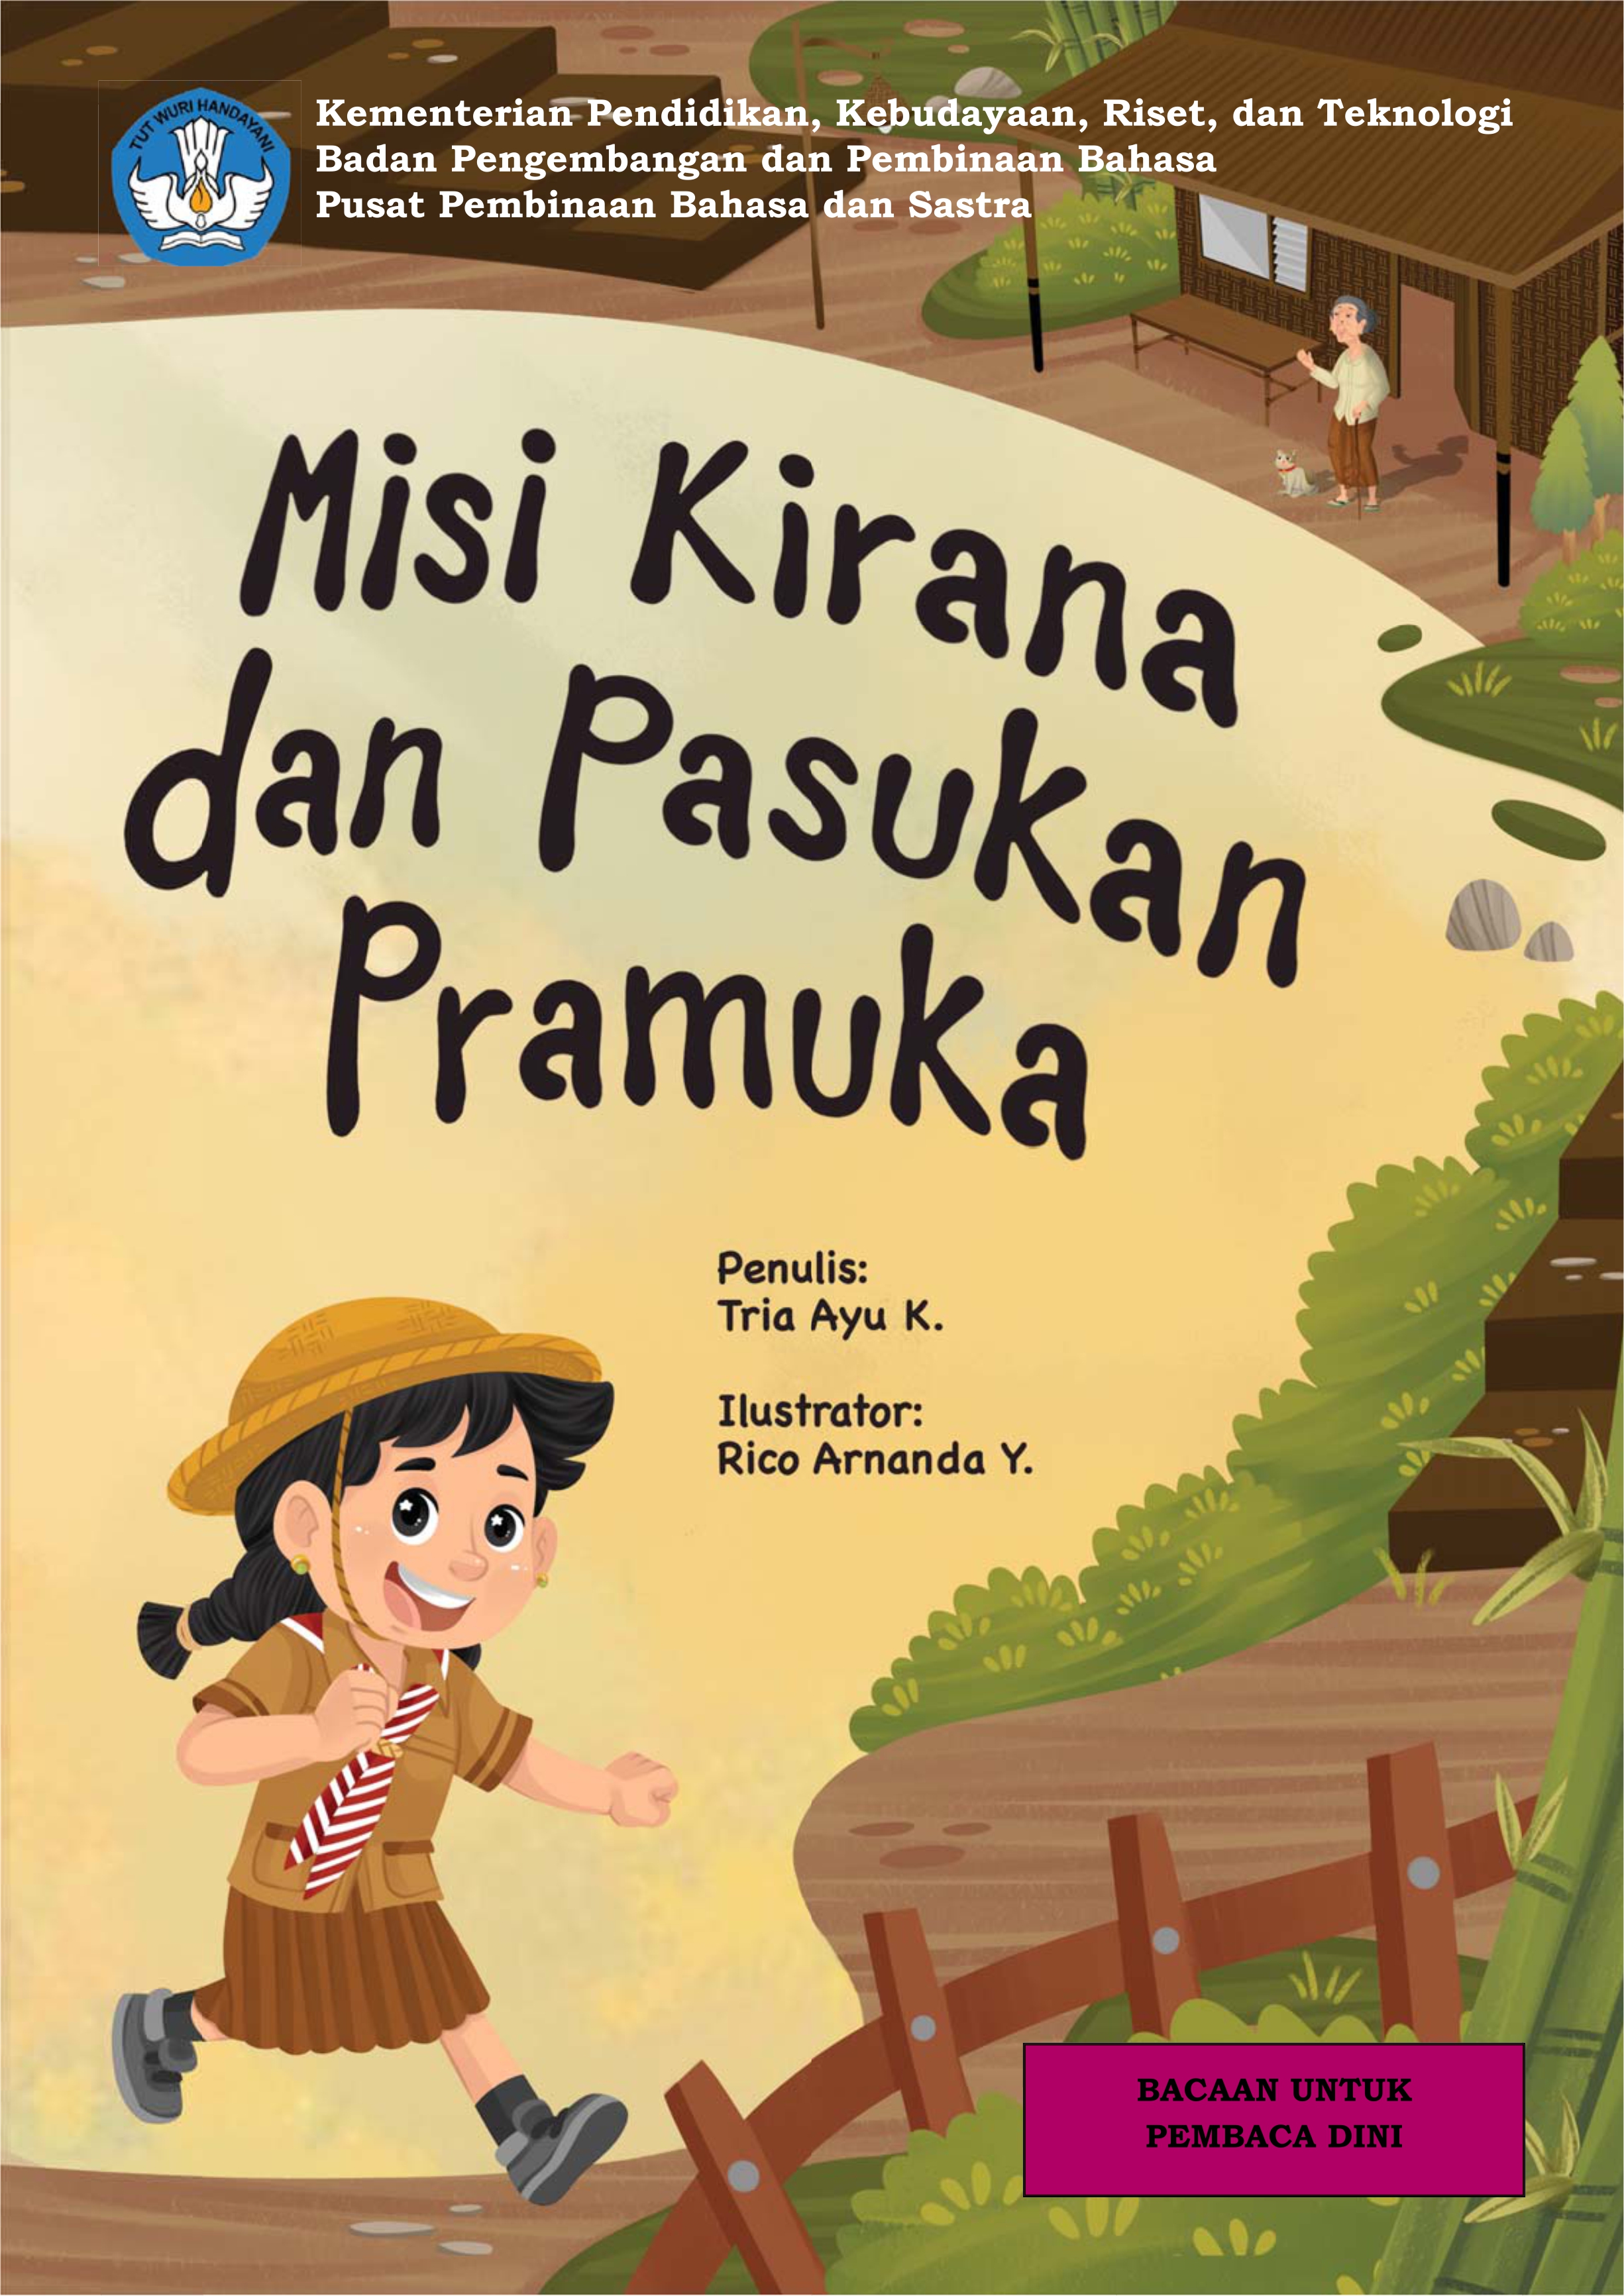 TUT WURI HANDAYANI
Kementerian Pendidikan, Kebudayaan, Riset, dan Teknologi
Badan Pengembangan dan Pembinaan Bahasa
Pusat Pembinaan Bahasa dan Sastra
Misi Kirana
dan Pasukan
Pramuka
Penulis:
Tria Ayu K.
Ilustrator:
Rico Arnanda Y.
BACAAN UNTUK
PEMBACA DINI